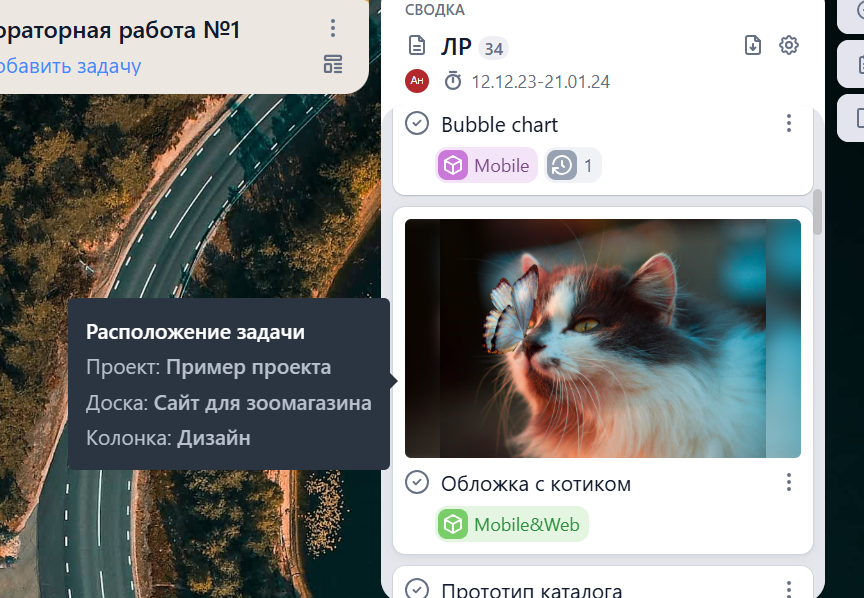 ораторная работа №1
обавить задачу
СВОДКА
ЛР 34
Ан 12.12.23-21.01.24
Bubble chart
Mobile 1
Расположение задачи
Проект: Пример проекта
Доска: Сайт для зоомагазина
Колонка: Дизайн
Обложка с котиком
Mobile&Web
Прототип каталога